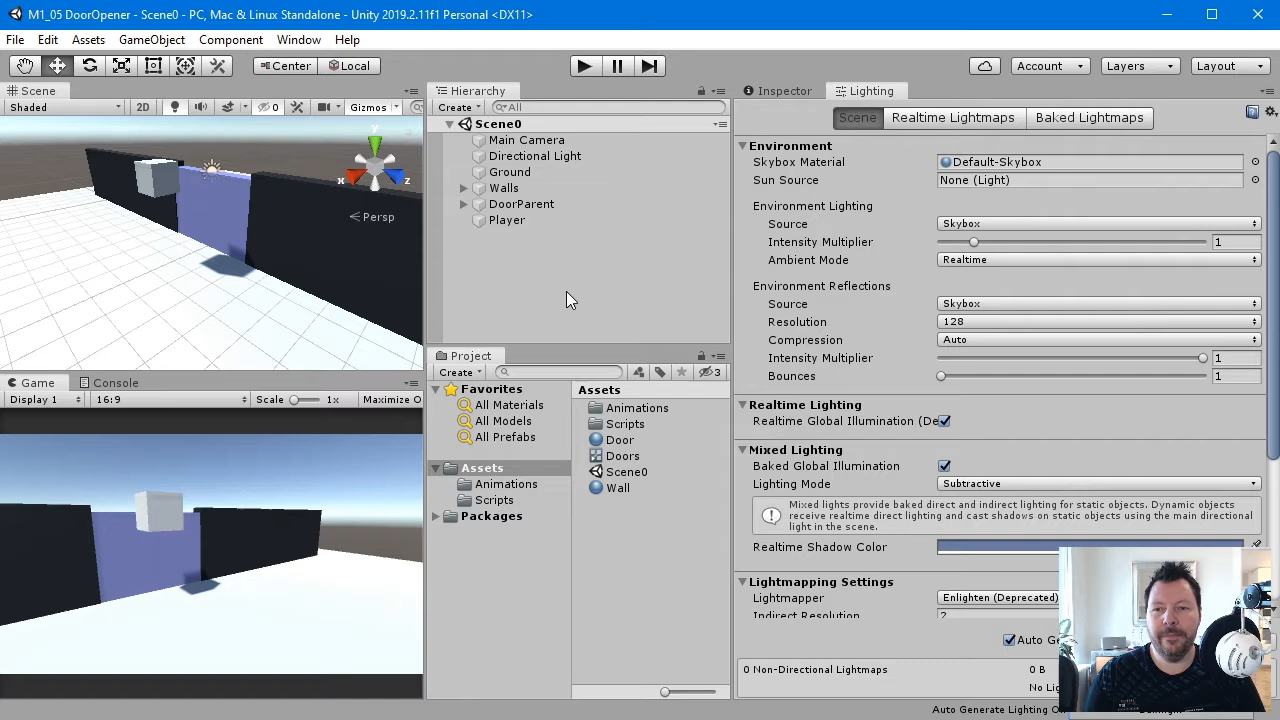 M1_05 DoorOpener - Scene0 - PC, Mac & Linux Standalone - Unity 2019.2.11f1 Personal <DX11>
File Edit Assets GameObject Component Window Help
Center Local Account Layers Layout
Scene
Shaded 2D 0 Gizmos
y
x
z
Persp
Game Console
Display 1 16:9 Scale 1x Maximize O
Hierarchy
Create All
Scene0
Main Camera
Directional Light
Ground
Walls
DoorParent
Player
Project
Create 3
Favorites
All Materials
All Models
All Prefabs
Assets
Animations
Scripts
Packages
Assets
Animations
Scripts
Door
Doors
Scene0
Wall
Inspector Lighting
Scene Realtime Lightmaps Baked Lightmaps
Environment
Skybox Material Default-Skybox
Sun Source None (Light)
Environment Lighting
Source Skybox
Intensity Multiplier 1
Ambient Mode Realtime
Environment Reflections
Source Skybox
Resolution 128
Compression Auto
Intensity Multiplier 1
Bounces 1
Realtime Lighting
Realtime Global Illumination (De
Mixed Lighting
Baked Global Illumination
Lighting Mode Subtractive
Mixed lights provide baked direct and indirect lighting for static objects. Dynamic objects
receive realtime direct lighting and cast shadows on static objects using the main directional
light in the scene.
Realtime Shadow Color
Lightmapping Settings
Lightmapper Enlighten (Deprecated)
Indirect Resolution 2
Auto Ge
0 Non-Directional Lightmaps 0 B
No Lig
Auto Generate Lighting O